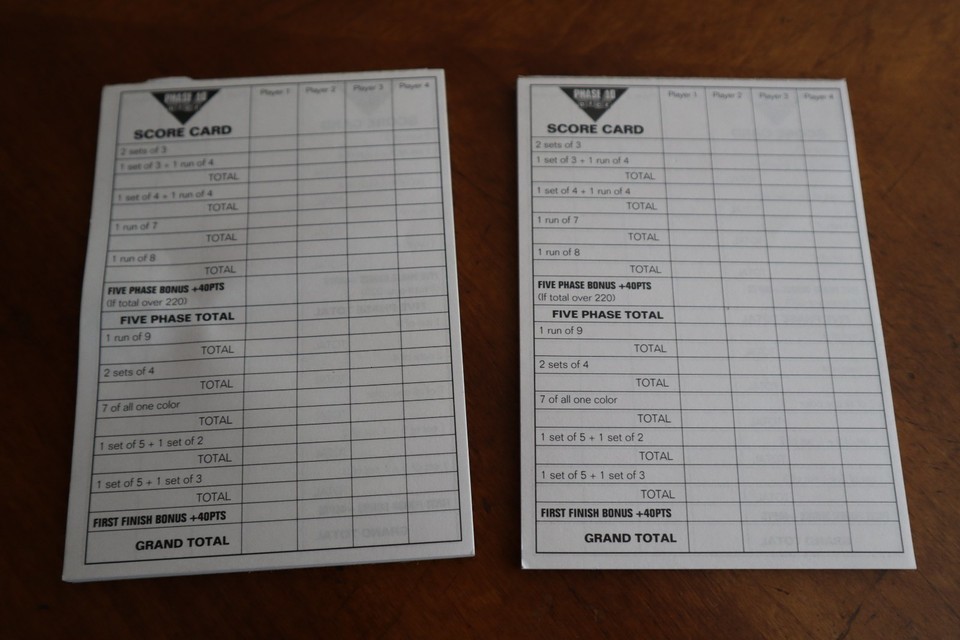 PHASE 10
DICE
Player 1 Player 2 Player 3 Player 4
SCORE CARD
2 sets of 3
1 set of 3 + 1 run of 4
TOTAL
1 set of 4 + 1 run of 4
TOTAL
1 run of 7
TOTAL
1 run of 8
TOTAL
FIVE PHASE BONUS +40PTS
(If total over 220)
FIVE PHASE TOTAL
1 run of 9
TOTAL
2 sets of 4
TOTAL
7 of all one color
TOTAL
1 set of 5 + 1 set of 2
TOTAL
1 set of 5 + 1 set of 3
TOTAL
FIRST FINISH BONUS +40PTS
GRAND TOTAL
PHASE 10
DICE
Player 1 Player 2 Player 3 Player 4
SCORE CARD
2 sets of 3
1 set of 3 + 1 run of 4
TOTAL
1 set of 4 + 1 run of 4
TOTAL
1 run of 7
TOTAL
1 run of 8
TOTAL
FIVE PHASE BONUS +40PTS
(If total over 220)
FIVE PHASE TOTAL
1 run of 9
TOTAL
2 sets of 4
TOTAL
7 of all one color
TOTAL
1 set of 5 + 1 set of 2
TOTAL
1 set of 5 + 1 set of 3
TOTAL
FIRST FINISH BONUS +40PTS
GRAND TOTAL